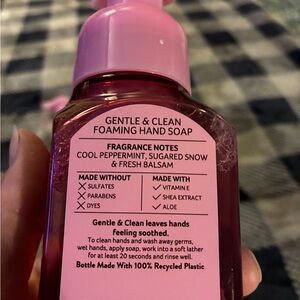 GENTLE & CLEAN
FOAMING HAND SOAP
FRAGRANCE NOTES
COOL PEPPERMINT, SUGARED SNOW
& FRESH BALSAM
MADE WITHOUT
SULFATES
PARABENS
DYES
MADE WITH
VITAMIN E
SHEA EXTRACT
ALOE
Gentle & Clean leaves hands
feeling soothed.
To clean hands and wash away germs,
wet hands, apply soap, work into a soft lather
for at least 20 seconds and rinse well.
Bottle Made With 100% Recycled Plastic